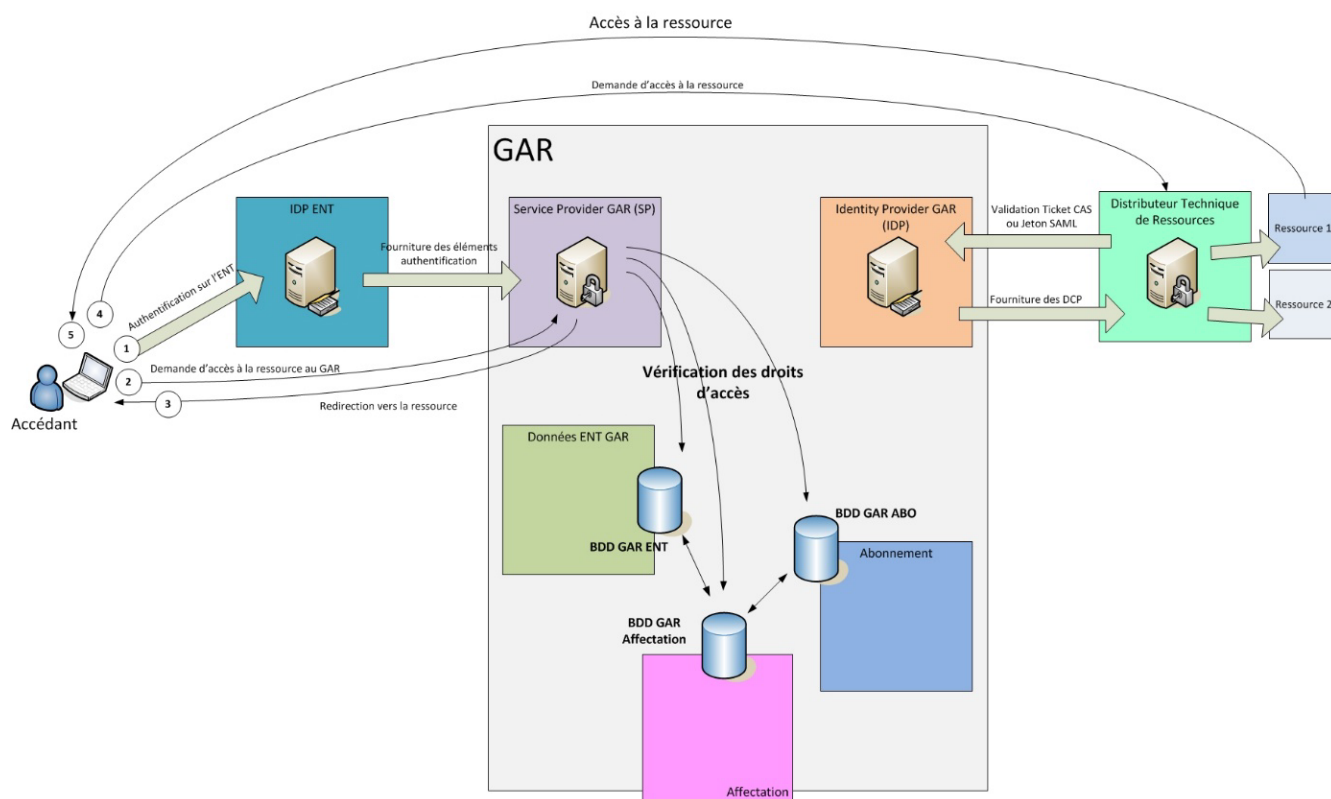 Accès à la ressource
Demande d'accès à la ressource
GAR
IDP ENT
Service Provider GAR (SP)
Identity Provider GAR
(IDP)
Validation Ticket CAS
ou Jeton SAML
Distributeur Technique
de Ressources
Ressource 1
Fourniture des éléments
authentification
Authentification sur l'ENT
Fourniture des DCP
Ressource 2
4
5
1
Demande d'accès à la ressource au GAR
2
Vérification des droits
d'accès
3
Redirection vers la ressource
Accédant
Données ENT GAR
BDD GAR ABO
BDD GAR ENT
Abonnement
BDD GAR
Affectation
Affectation